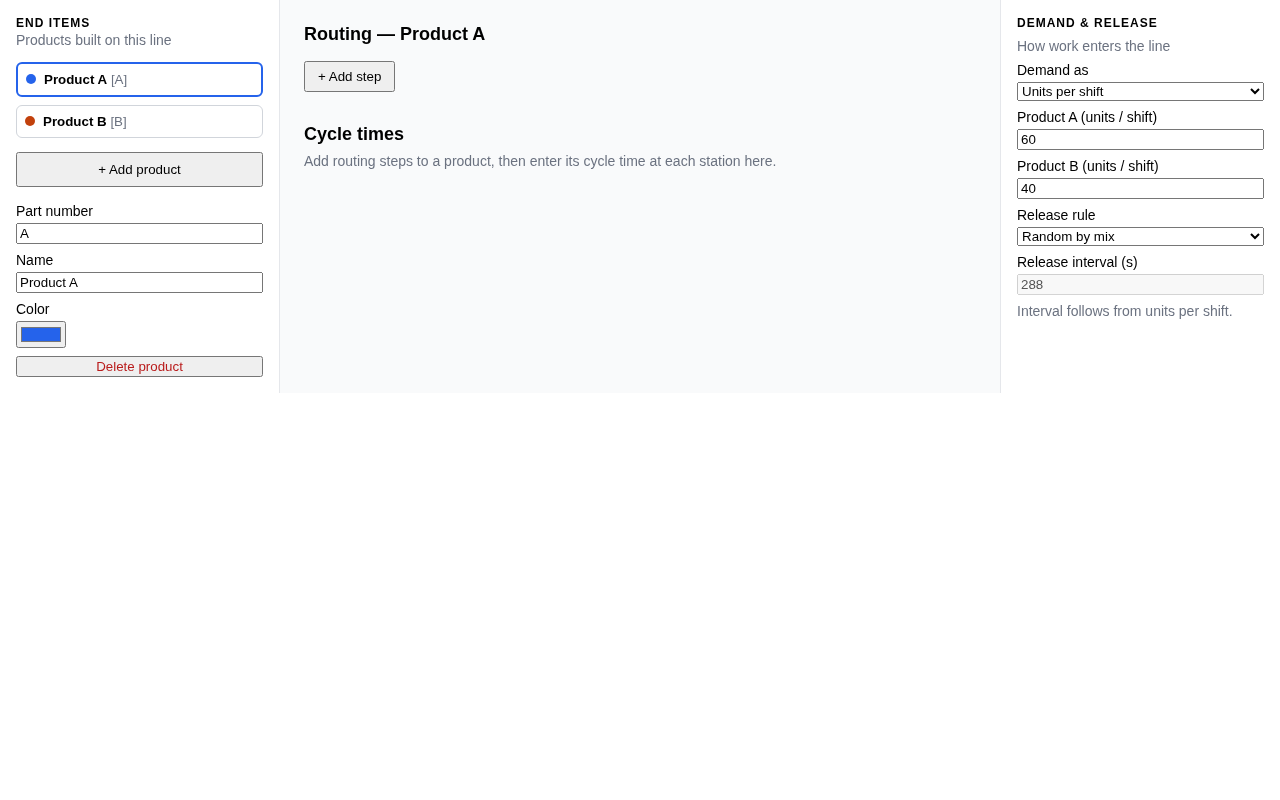 END ITEMS
Products built on this line
Product A [A]
Product B [B]
+ Add product
Part number
A
Name
Product A
Color
Delete product
Routing — Product A
+ Add step
Cycle times
Add routing steps to a product, then enter its cycle time at each station here.
DEMAND & RELEASE
How work enters the line
Demand as
Units per shift
Product A (units / shift)
60
Product B (units / shift)
40
Release rule
Random by mix
Release interval (s)
288
Interval follows from units per shift.